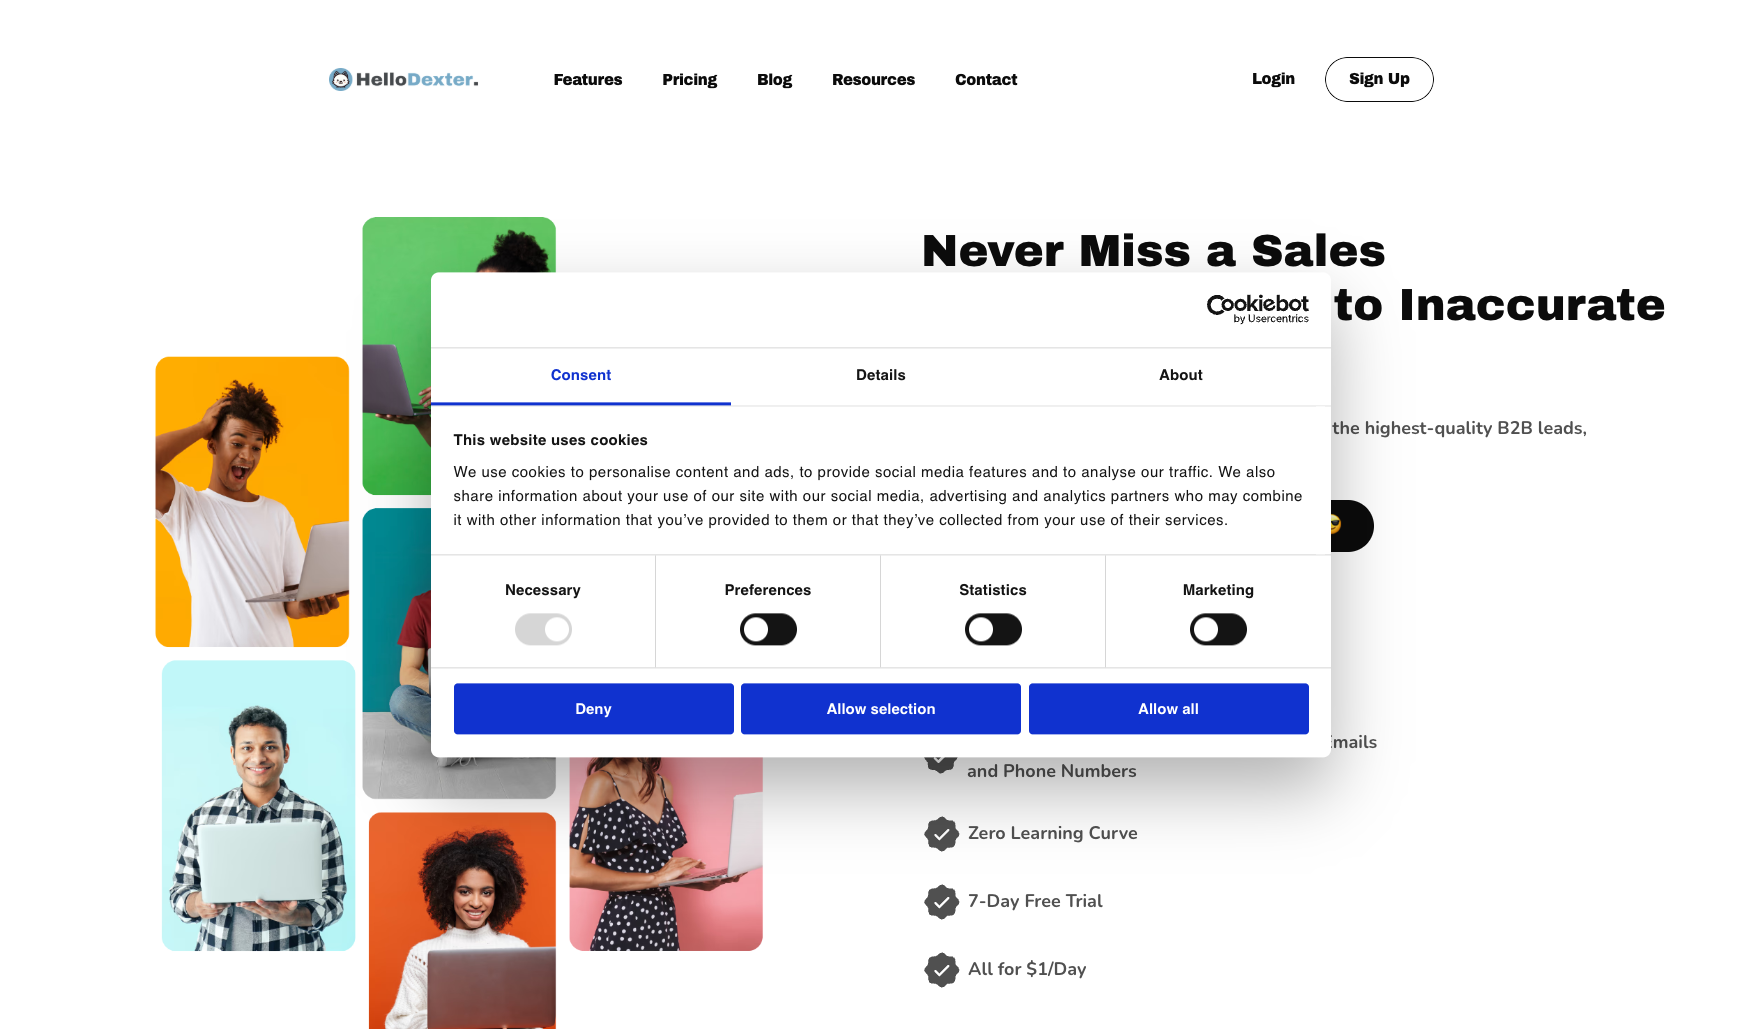 HelloDexter.
Features
Pricing
Blog
Resources
Contact
Login
Sign Up
Never Miss a Sales
to Inaccurate
the highest-quality B2B leads,
Cookiebot
by Usercentrics
Consent
Details
About
This website uses cookies
We use cookies to personalise content and ads, to provide social media features and to analyse our traffic. We also
share information about your use of our site with our social media, advertising and analytics partners who may combine
it with other information that you've provided to them or that they've collected from your use of their services.
Necessary
Preferences
Statistics
Marketing
Deny
Allow selection
Allow all
and Phone Numbers
Zero Learning Curve
7-Day Free Trial
All for $1/Day